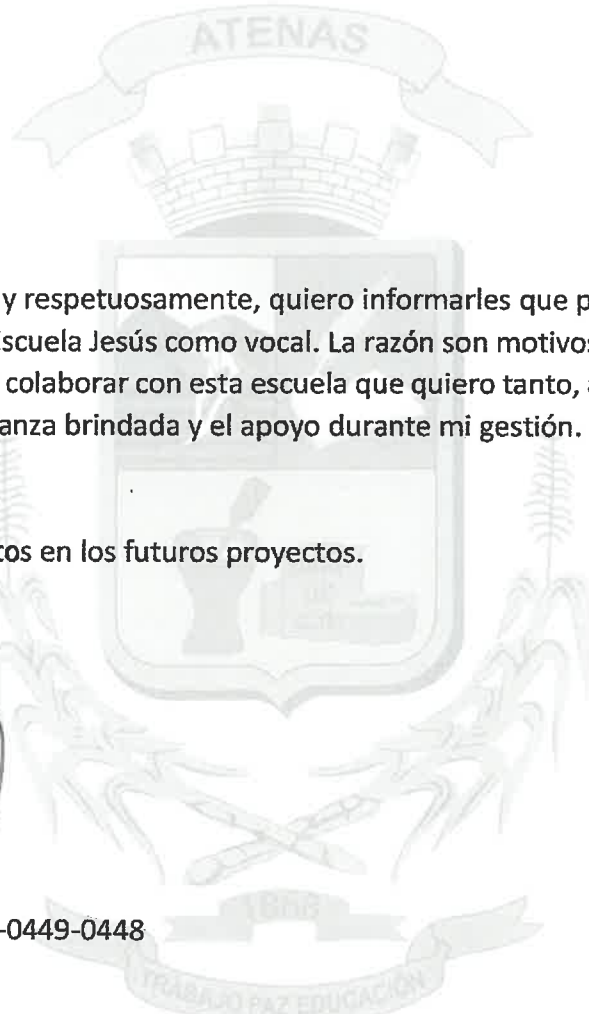 ATENAS
y respetuosamente, quiero informarles que p
Escuela Jesús como vocal. La razón son motivos
colaborar con esta escuela que quiero tanto, a
anza brindada y el apoyo durante mi gestión.
tos en los futuros proyectos.
1868
-0449-0448
TRABAJO PAZ EDUCACIÓN